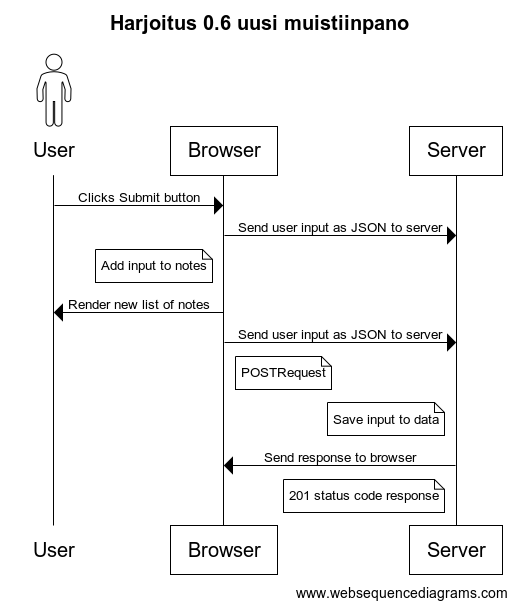 Harjoitus 0.6 uusi muistiinpano
User
Browser
Server
Clicks Submit button
Send user input as JSON to server
Add input to notes
Render new list of notes
Send user input as JSON to server
POSTRequest
Save input to data
Send response to browser
201 status code response
User
Browser
Server
www.websequencediagrams.com